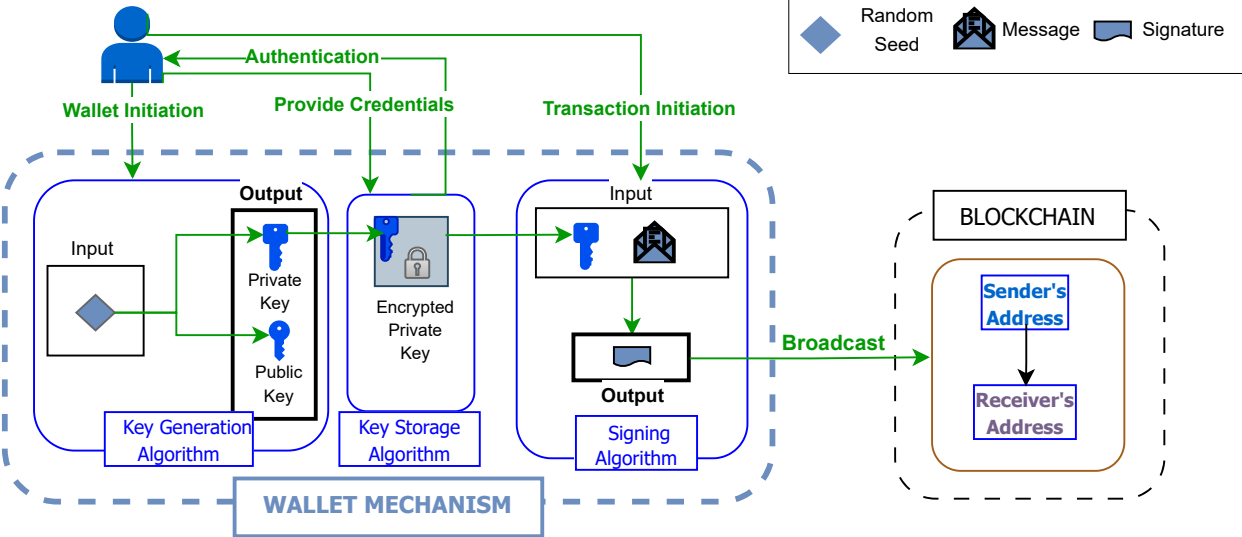 Random
Seed
Message
Signature
Authentication
Wallet Initiation
Provide Credentials
Transaction Initiation
Output
Input
Private
Key
Public
Key
Key Generation
Algorithm
Encrypted
Private
Key
Key Storage
Algorithm
Input
Output
Signing
Algorithm
WALLET MECHANISM
Broadcast
BLOCKCHAIN
Sender's
Address
Receiver's
Address